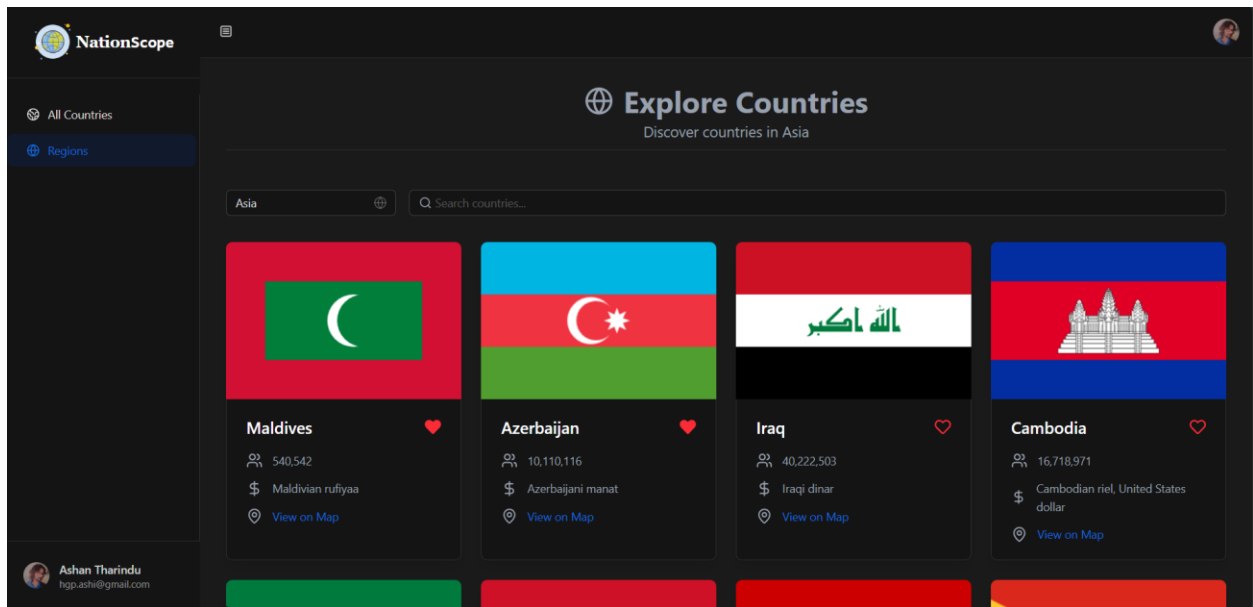 NationScope
All Countries
Regions
Explore Countries
Discover countries in Asia
Asia
Search countries...
الله اكبر
Maldives
540,542
Maldivian rufiyaa
View on Map
Azerbaijan
10,110,116
Azerbaijani manat
View on Map
Iraq
40,222,503
Iraqi dinar
View on Map
Cambodia
16,718,971
Cambodian riel, United States
dollar
View on Map
Ashan Tharindu
hgp.ashi@gmail.com